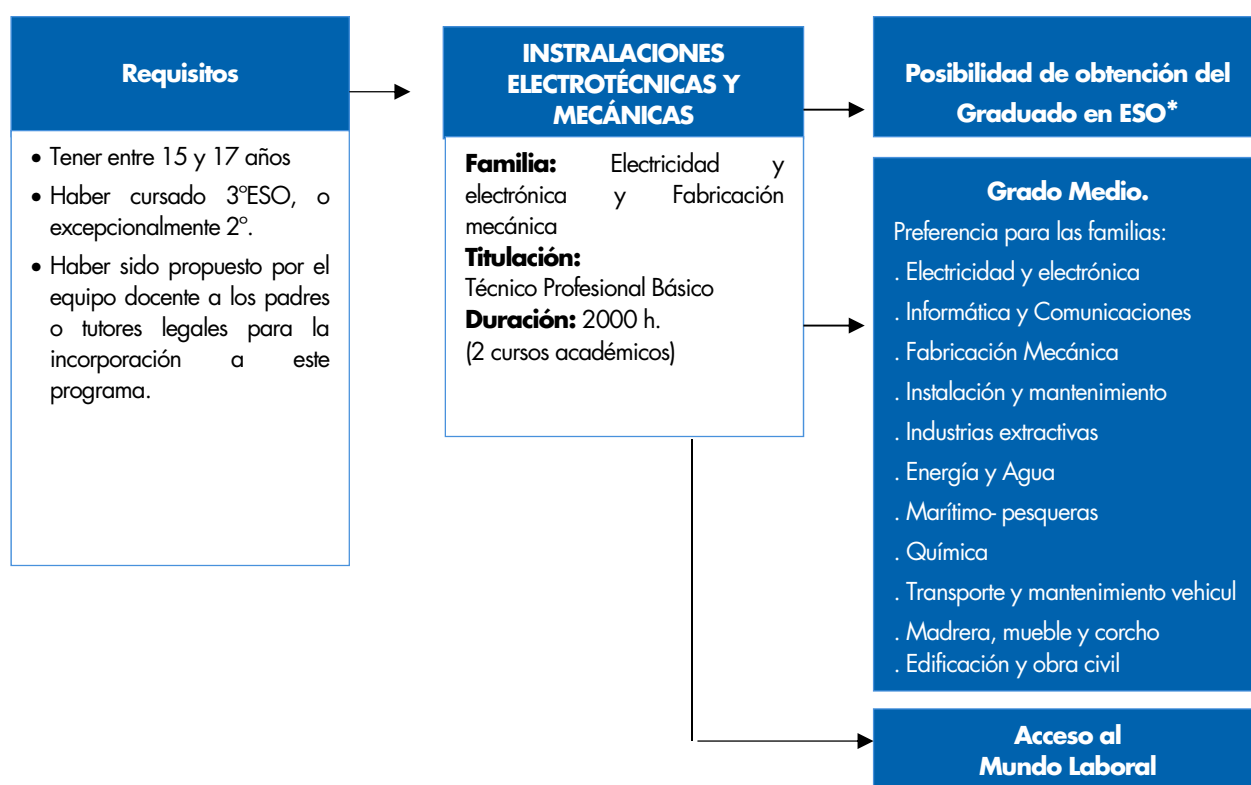 Requisitos
• Tener entre 15 y 17 años
• Haber cursado 3ºESO, o
excepcionalmente 2º.
• Haber sido propuesto por el
equipo docente a los padres
o tutores legales para la
incorporación a este
programa.
INSTRALACIONES
ELECTROTÉCNICAS Y
MECÁNICAS
Familia: Electricidad y
electrónica y Fabricación
mecánica
Titulación:
Técnico Profesional Básico
Duración: 2000 h.
(2 cursos académicos)
Posibilidad de obtención del
Graduado en ESO*
Grado Medio.
Preferencia para las familias:
. Electricidad y electrónica
. Informática y Comunicaciones
. Fabricación Mecánica
. Instalación y mantenimiento
. Industrias extractivas
. Energía y Agua
. Marítimo- pesqueras
. Química
. Transporte y mantenimiento vehicul
. Madrera, mueble y corcho
. Edificación y obra civil
Acceso al
Mundo Laboral